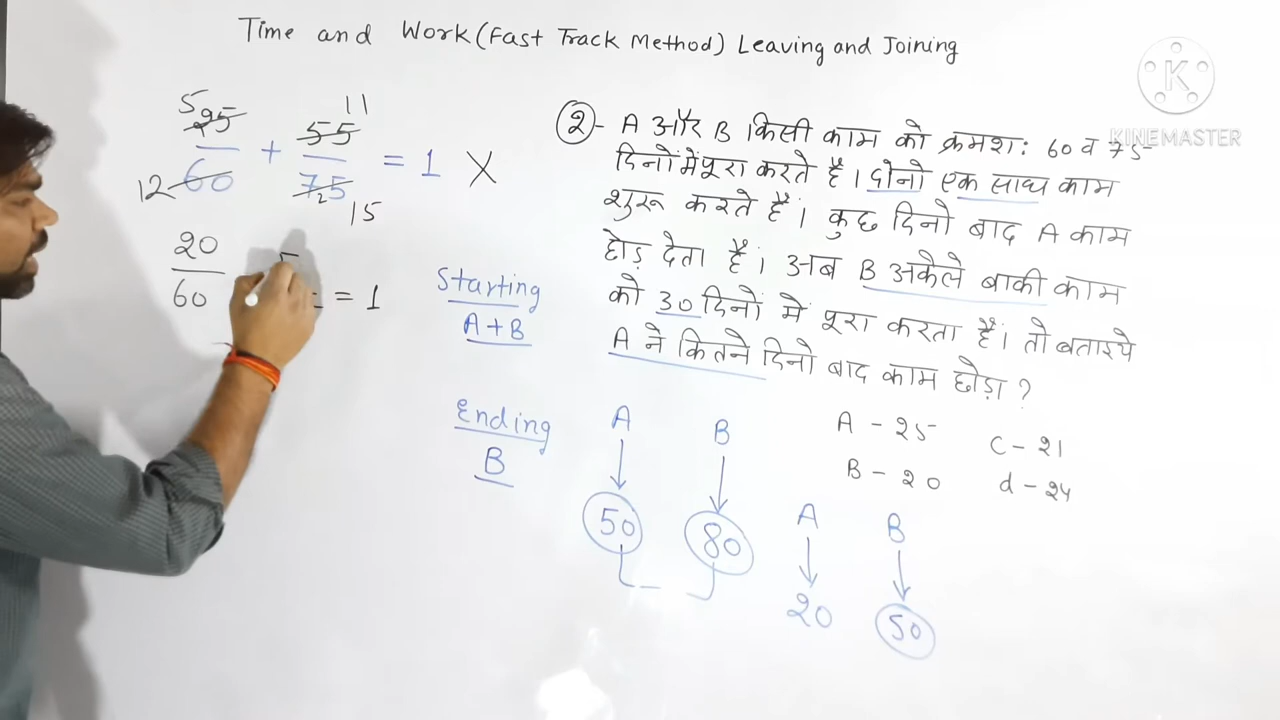 Time and Work (Fast Track Method) Leaving and Joining
K
KINEMASTER
5 11
25/60 + 55/75 = 1 X
12 15
20/60 = 1
②- A और B किसी काम को क्रमश: 60 व 75
दिनों में पूरा करते है। दोनो एक साथ काम
शुरू करते है। कुछ दिनो बाद A काम
छोड़ देता है। अब B अकेले बाकी काम
को 30 दिनों में पूरा करता है। तो बताइये
A ने कितने दिनो बाद काम छोड़ा ?
Starting
A+B
Ending
B
A B
50 80
A - 25 C - 21
B - 20 d - 24
A B
20 50